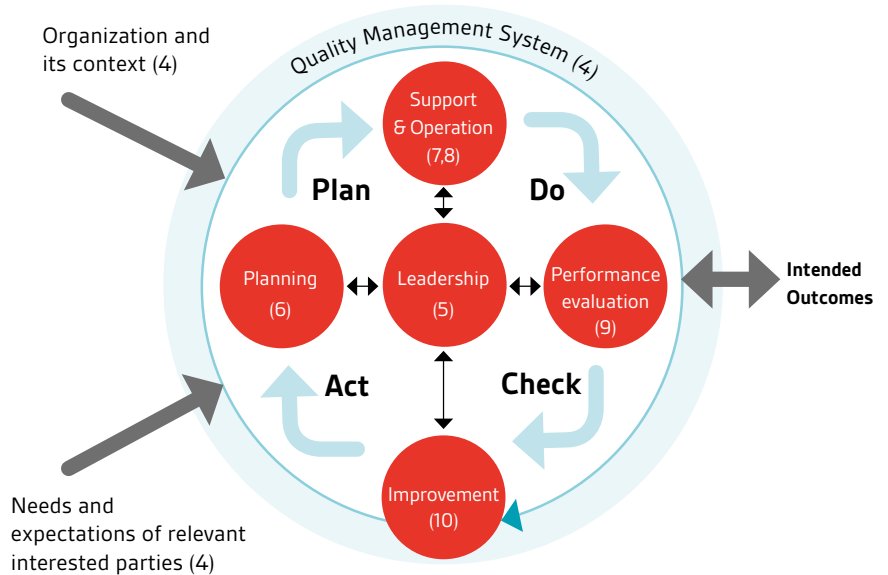 Organization and
its context (4)
Quality Management System (4)
Support
& Operation
(7,8)
Plan
Do
Planning
(6)
Leadership
(5)
Performance
evaluation
(9)
Intended
Outcomes
Act
Check
Improvement
(10)
Needs and
expectations of relevant
interested parties (4)